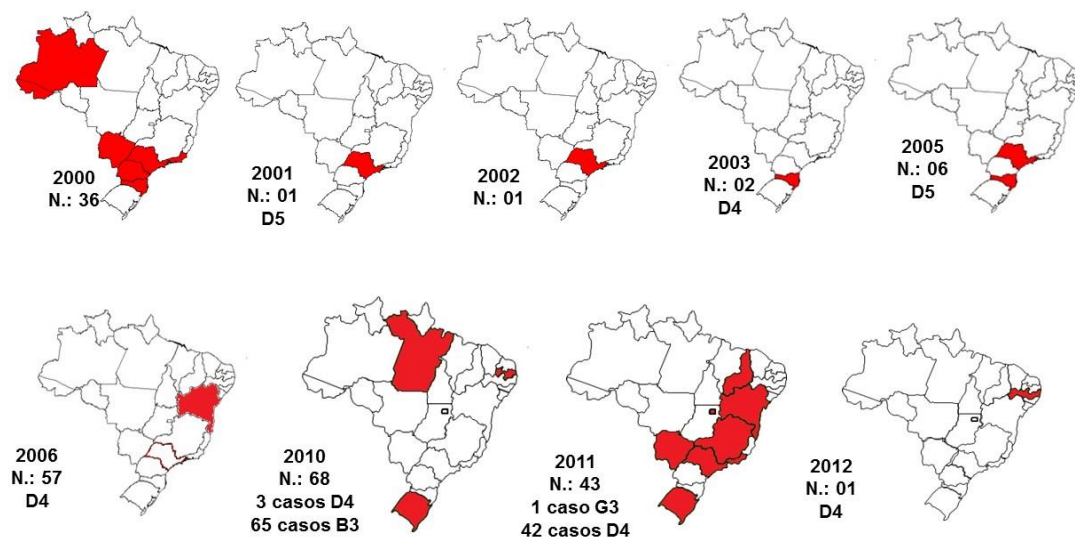 2000
N.: 36
2001
N.: 01
D5
2002
N.: 01
2003
N.: 02
D4
2005
N.: 06
D5
2006
N.: 57
D4
2010
N.: 68
3 casos D4
65 casos B3
2011
N.: 43
1 caso G3
42 casos D4
2012
N.: 01
D4